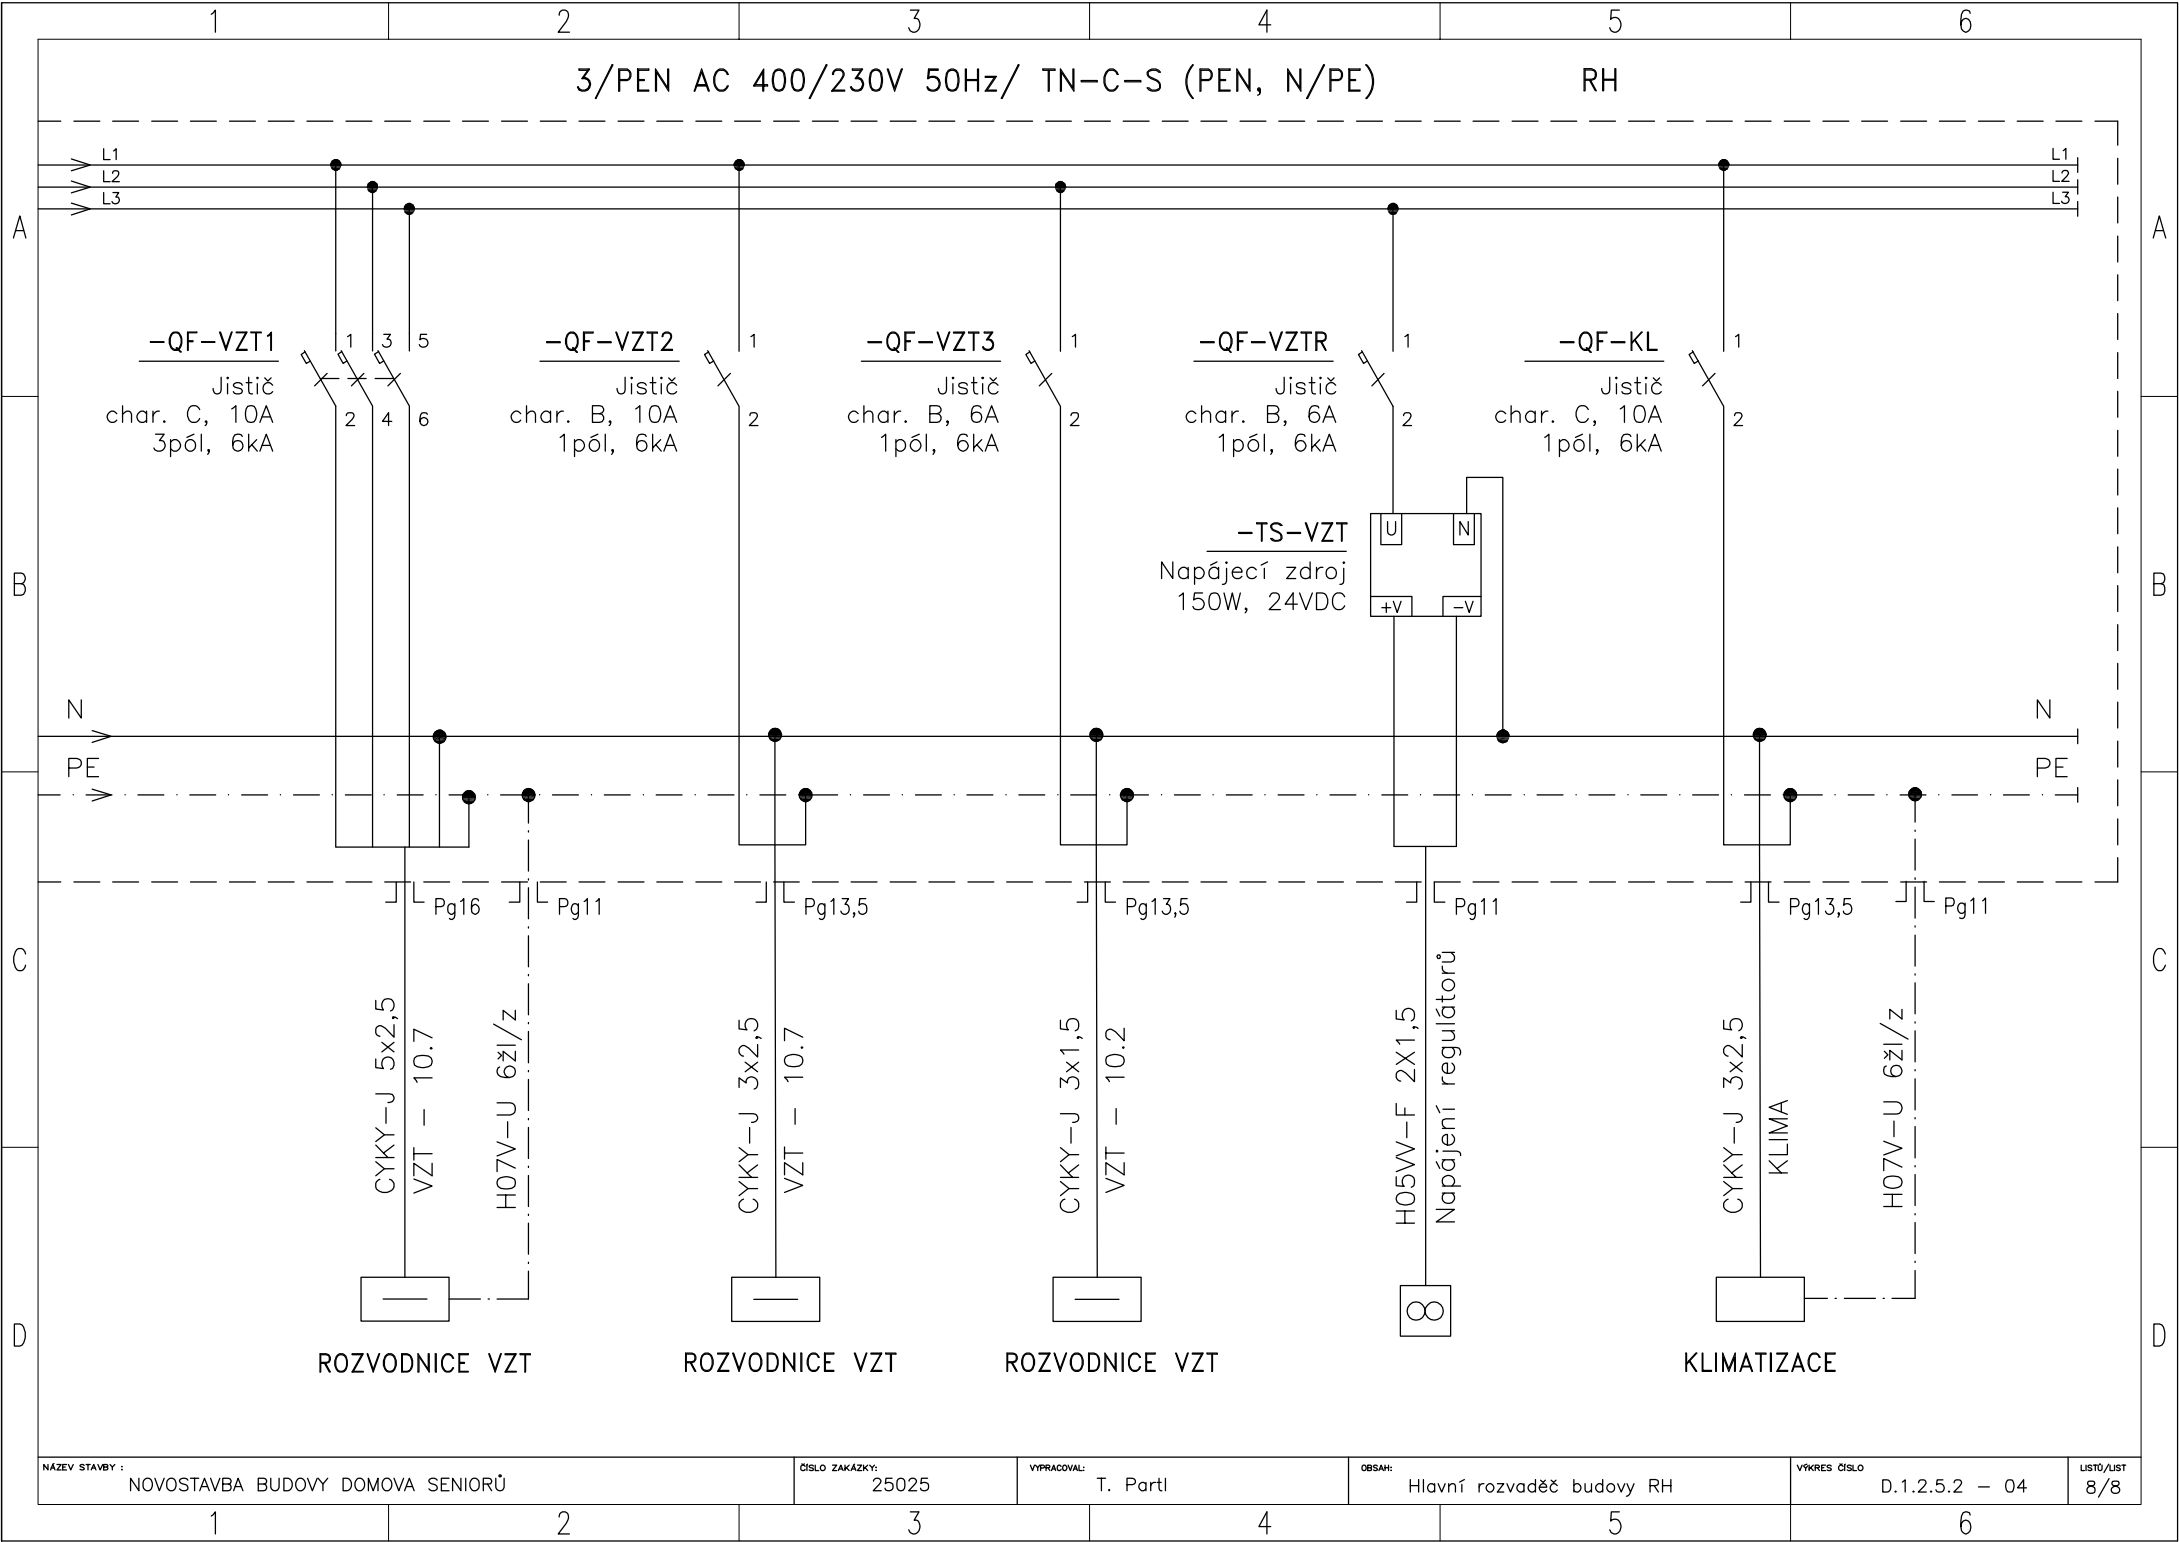 1 2 3 4 5 6
3/PEN AC 400/230V 50Hz/ TN-C-S (PEN, N/PE) RH
L1 L1
L2 L2
L3 L3
A A
-QF-VZT1
Jistič
char. C, 10A
3pól, 6kA
1 3 5
2 4 6
-QF-VZT2
Jistič
char. B, 10A
1pól, 6kA
1
2
-QF-VZT3
Jistič
char. B, 6A
1pól, 6kA
1
2
-QF-VZTR
Jistič
char. B, 6A
1pól, 6kA
1
2
-QF-KL
Jistič
char. C, 10A
1pól, 6kA
1
2
-TS-VZT
Napájecí zdroj
150W, 24VDC
U N
+V -V
B B
N N
PE PE
Pg16 Pg11 Pg13,5 Pg13,5 Pg11 Pg13,5 Pg11
C C
CYKY-J 5x2,5
VZT - 10.7
H07V-U 6žl/z
CYKY-J 3x2,5
VZT - 10.7
CYKY-J 3x1,5
VZT - 10.2
H05VV-F 2X1,5
Napájení regulátorů
CYKY-J 3x2,5
KLIMA
H07V-U 6žl/z
D D
ROZVODNICE VZT ROZVODNICE VZT ROZVODNICE VZT KLIMATIZACE
NÁZEV STAVBY :
NOVOSTAVBA BUDOVY DOMOVA SENIORŮ
ČÍSLO ZAKÁZKY:
25025
VYPRACOVAL:
T. Partl
OBSAH:
Hlavní rozvaděč budovy RH
VÝKRES ČÍSLO
D.1.2.5.2 - 04
LISTŮ/LIST
8/8
1 2 3 4 5 6